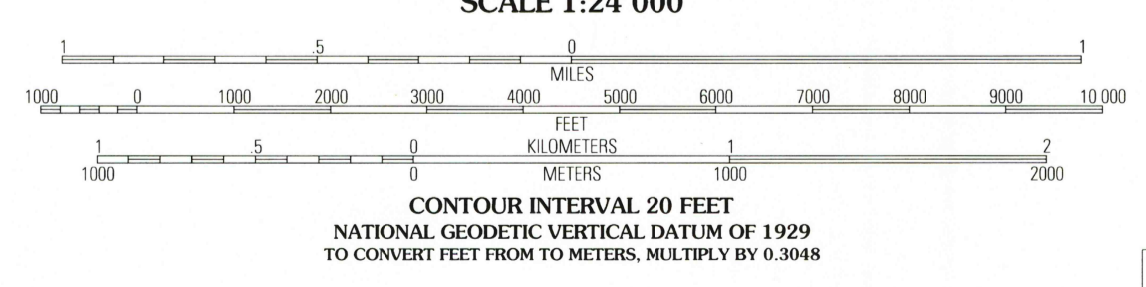 SCALE 1:24 000
1 .5 0 1
MILES
1000 0 1000 2000 3000 4000 5000 6000 7000 8000 9000 10 000
FEET
1 .5 0 KILOMETERS 1 2
1000 0 METERS 1000 2000
CONTOUR INTERVAL 20 FEET
NATIONAL GEODETIC VERTICAL DATUM OF 1929
TO CONVERT FEET FROM TO METERS, MULTIPLY BY 0.3048